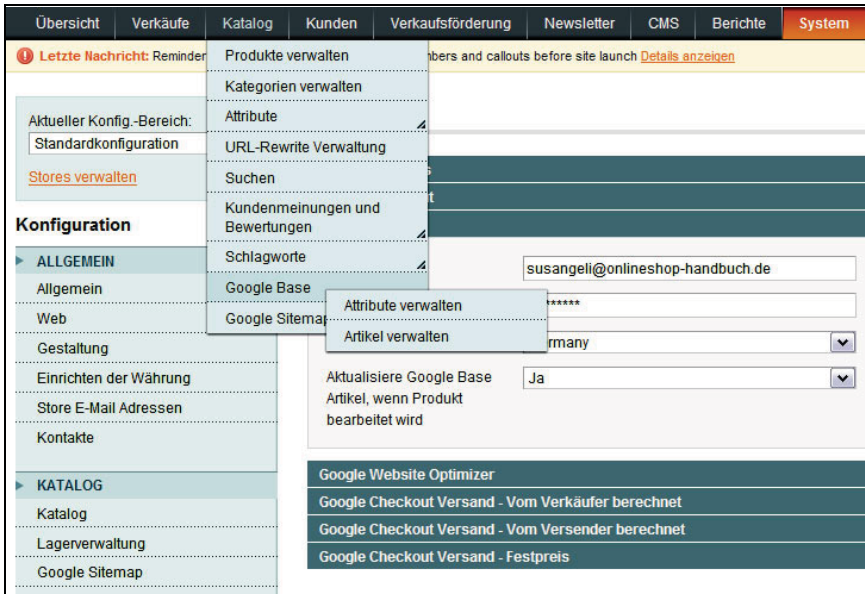 Übersicht Verkäufe Katalog Kunden Verkaufsförderung Newsletter CMS Berichte System
Letzte Nachricht: Reminder and callouts before site launch Details anzeigen
Produkte verwalten
Kategorien verwalten
Attribute
URL-Rewrite Verwaltung
Suchen
Kundenmeinungen und
Bewertungen
Schlagworte
Google Base
Google Sitemap
Attribute verwalten
Artikel verwalten
Aktueller Konfig.-Bereich:
Standardkonfiguration
Stores verwalten
Konfiguration
ALLGEMEIN
Allgemein
Web
Gestaltung
Einrichten der Währung
Store E-Mail Adressen
Kontakte
KATALOG
Katalog
Lagerverwaltung
Google Sitemap
susangeli@onlineshop-handbuch.de
******
rmany
Aktualisiere Google Base
Artikel, wenn Produkt
bearbeitet wird
Ja
Google Website Optimizer
Google Checkout Versand - Vom Verkäufer berechnet
Google Checkout Versand - Vom Versender berechnet
Google Checkout Versand - Festpreis